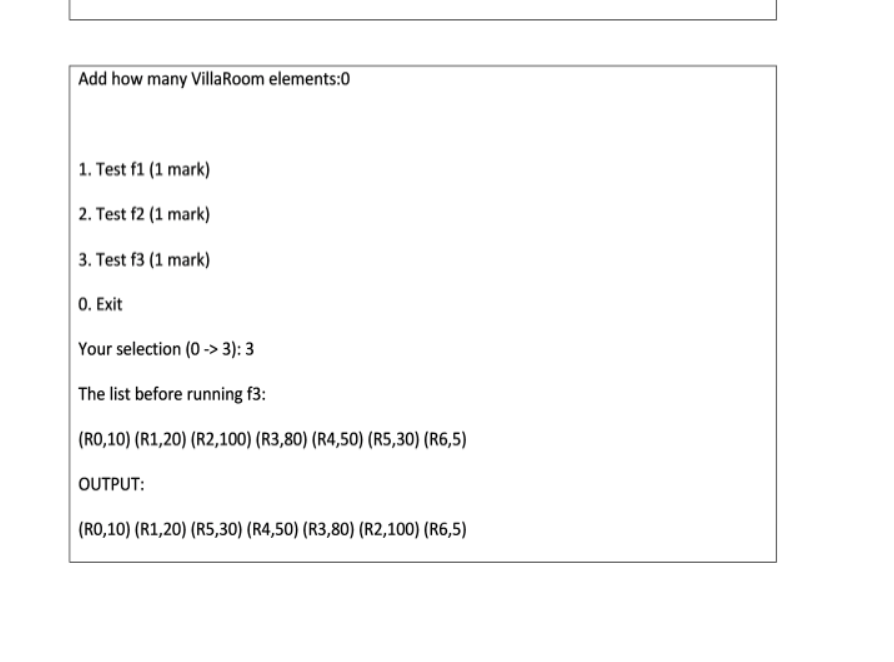 Add how many VillaRoom elements:0
1. Test f1 (1 mark)
2. Test f2 (1 mark)
3. Test f3 (1 mark)
0. Exit
Your selection (0 -> 3): 3
The list before running f3:
(R0,10) (R1,20) (R2,100) (R3,80) (R4,50) (R5,30) (R6,5)
OUTPUT:
(R0,10) (R1,20) (R5,30) (R4,50) (R3,80) (R2,100) (R6,5)